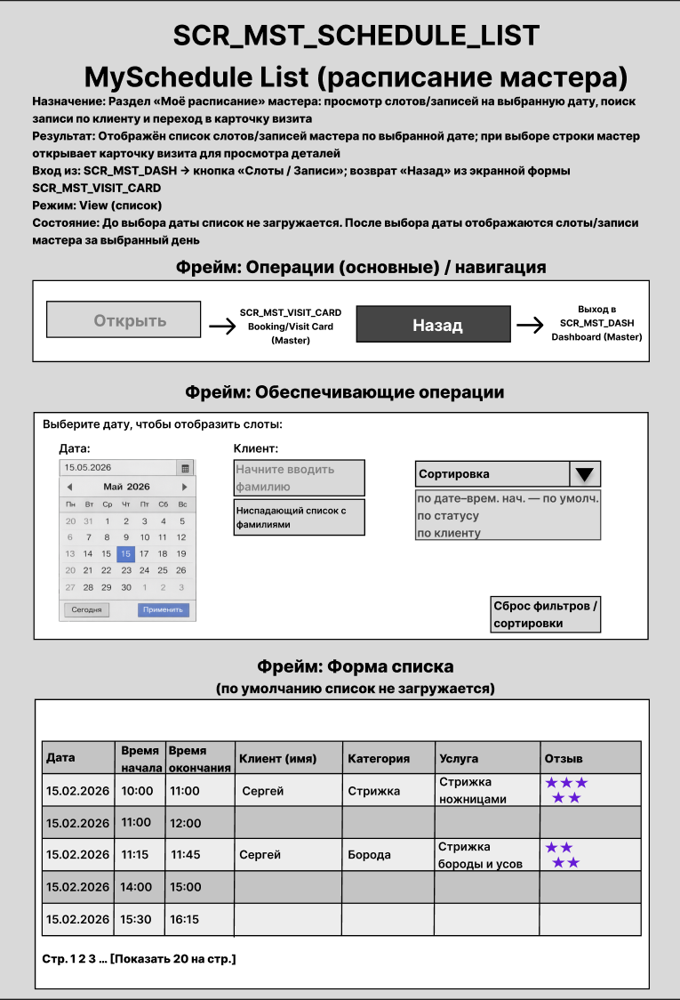 SCR_MST_SCHEDULE_LIST
MySchedule List (расписание мастера)
Назначение: Раздел «Моё расписание» мастера: просмотр слотов/записей на выбранную дату, поиск
записи по клиенту и переход в карточку визита
Результат: Отображён список слотов/записей мастера по выбранной дате; при выборе строки мастер
открывает карточку визита для просмотра деталей
Вход из: SCR_MST_DASH → кнопка «Слоты / Записи»; возврат «Назад» из экранной формы
SCR_MST_VISIT_CARD
Режим: View (список)
Состояние: До выбора даты список не загружается. После выбора даты отображаются слоты/записи
мастера за выбранный день
Фрейм: Операции (основные) / навигация
Открыть
SCR_MST_VISIT_CARD
Booking/Visit Card
(Master)
Назад
Выход в
SCR_MST_DASH
Dashboard (Master)
Фрейм: Обеспечивающие операции
Выберите дату, чтобы отобразить слоты:
Дата:
15.05.2026
Май 2026
Пн Вт Ср Чт Пт Сб Вс
20 31 1 2 3 4 5
6 7 8 9 10 11 12
13 14 15 15 17 18 19
20 21 22 23 24 25 26
27 28 29 30 1 2 3
Сегодня Применить
Клиент:
Начните вводить
фамилию
Ниспадающий список с
фамилиями
Сортировка
по дате–врем. нач. — по умолч.
по статусу
по клиенту
Сброс фильтров /
сортировки
Фрейм: Форма списка
(по умолчанию список не загружается)
Дата Время начала Время окончания Клиент (имя) Категория Услуга Отзыв
15.02.2026 10:00 11:00 Сергей Стрижка Стрижка ножницами ★★★★★
15.02.2026 11:00 12:00
15.02.2026 11:15 11:45 Сергей Борода Стрижка бороды и усов ★★★★
15.02.2026 14:00 15:00
15.02.2026 15:30 16:15
Стр. 1 2 3 … [Показать 20 на стр.]